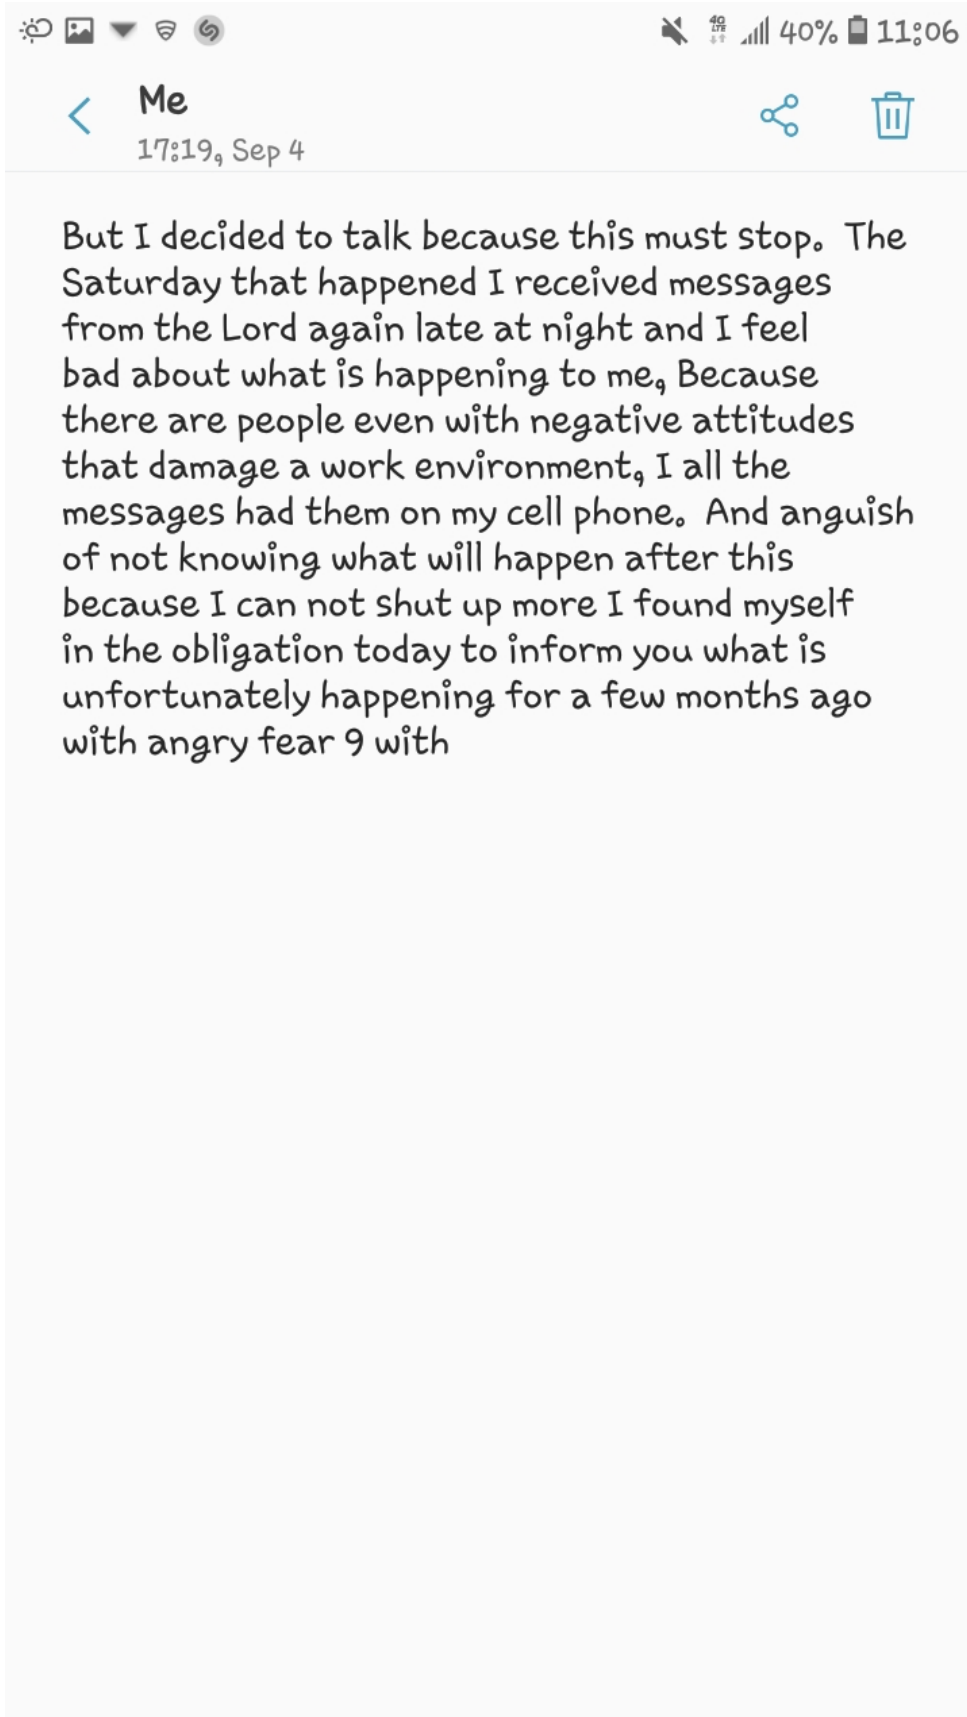 40% 11:06
Me
17:19, Sep 4
But I decided to talk because this must stop.  The
Saturday that happened I received messages
from the Lord again late at night and I feel
bad about what is happening to me, Because
there are people even with negative attitudes
that damage a work environment, I all the
messages had them on my cell phone.  And anguish
of not knowing what will happen after this
because I can not shut up more I found myself
in the obligation today to inform you what is
unfortunately happening for a few months ago
with angry fear 9 with